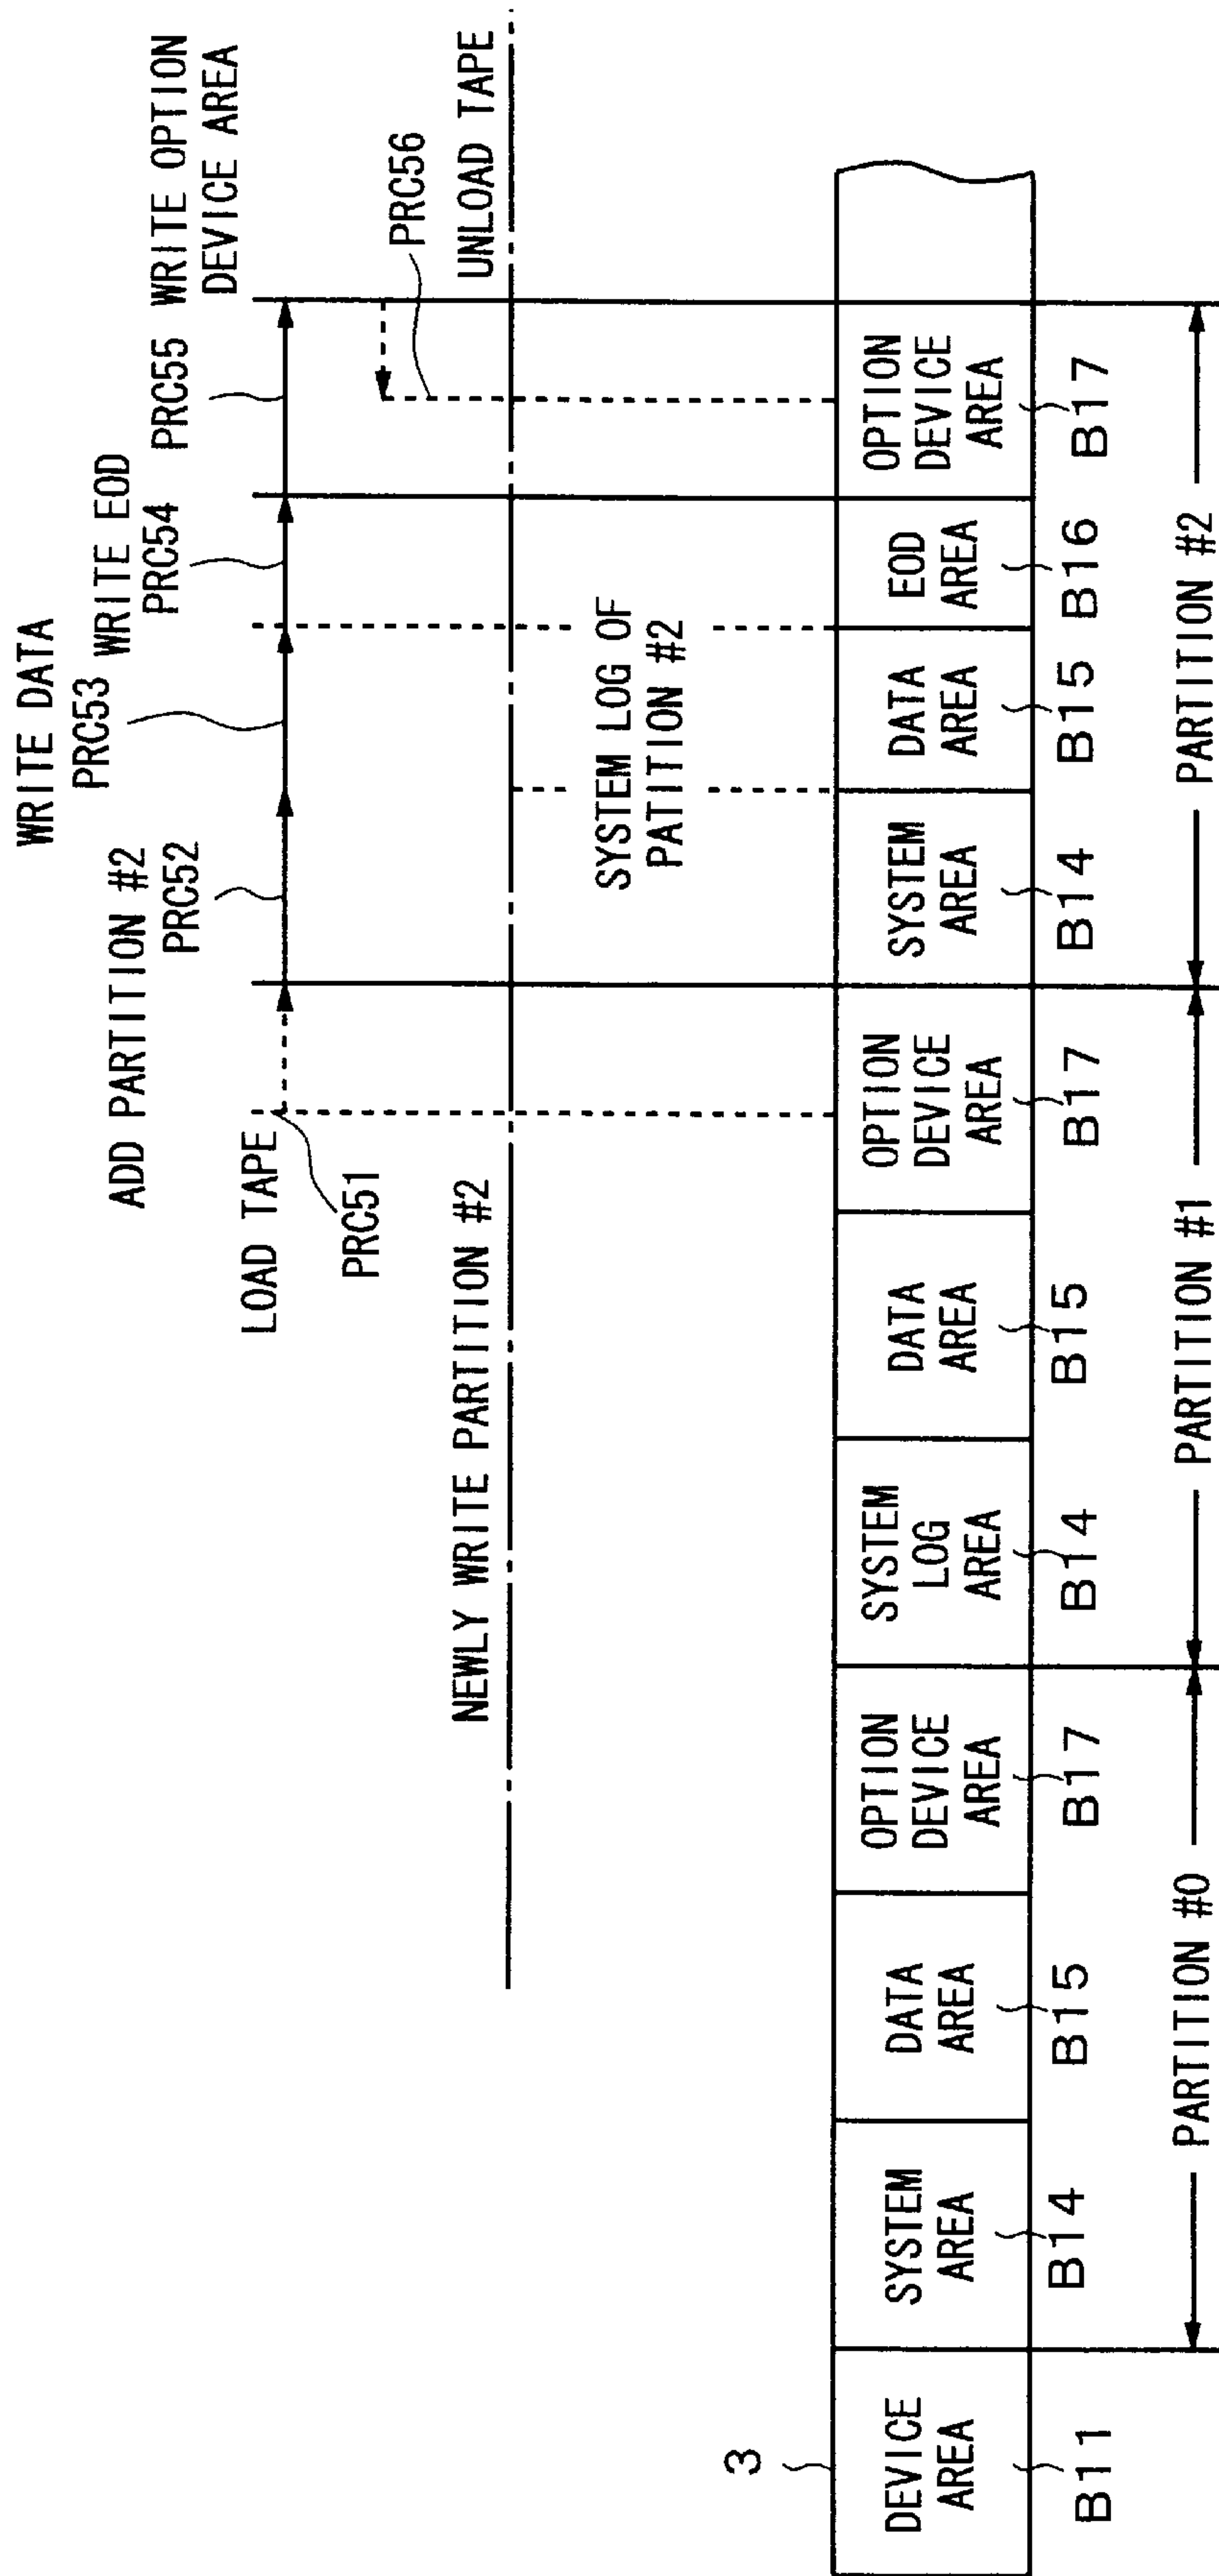 WRITE DATA
PRC53
WRITE EOD
PRC54
ADD PARTITION #2
PRC52
PRC55
WRITE OPTION
DEVICE AREA
LOAD TAPE
PRC51
PRC56
NEWLY WRITE PARTITION #2
UNLOAD TAPE
SYSTEM LOG OF
PATITION #2
3
DEVICE
AREA
SYSTEM
AREA
DATA
AREA
OPTION
DEVICE
AREA
SYSTEM
LOG
AREA
DATA
AREA
OPTION
DEVICE
AREA
SYSTEM
AREA
DATA
AREA
EOD
AREA
OPTION
DEVICE
AREA
B11
B14
B15
B17
B14
B15
B17
B14
B15
B16
B17
PARTITION #0
PARTITION #1
PARTITION #2